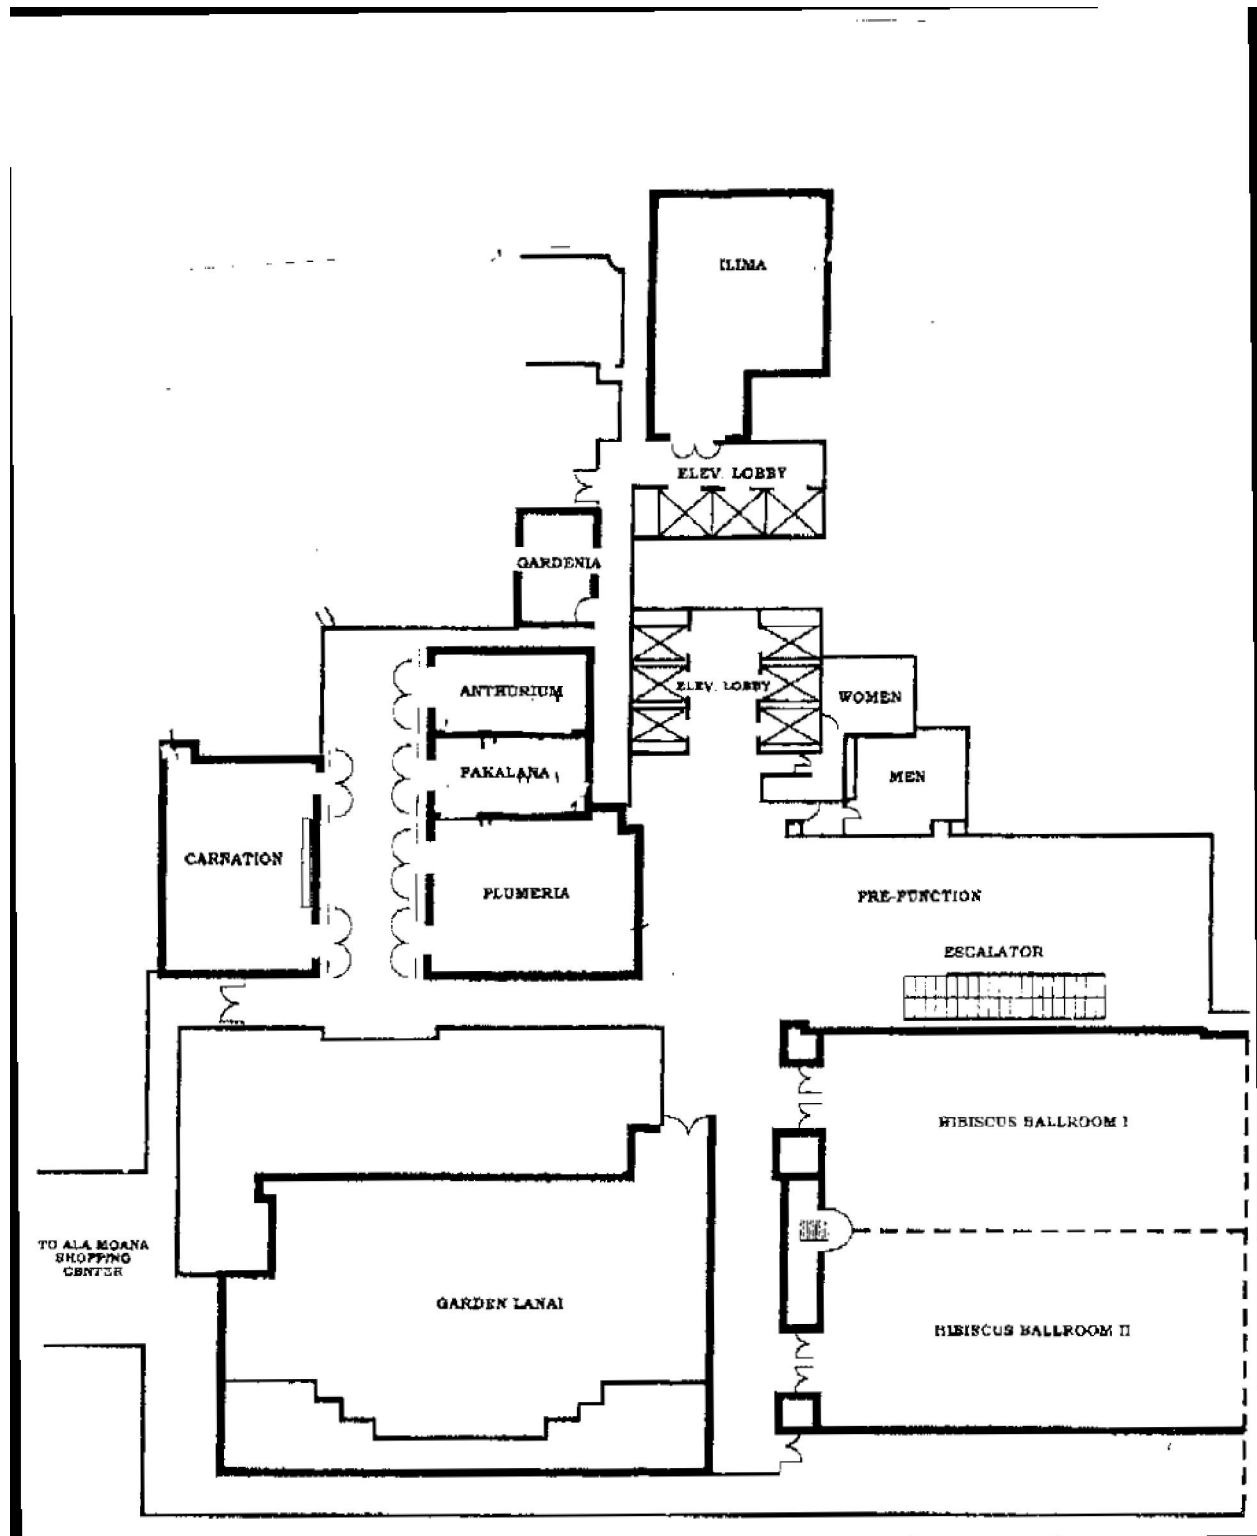 ILIMA
ELEV. LOBBY
GARDENIA
ANTHURIUM
ELEV. LOBBY
WOMEN
PAKALANA
MEN
CARNATION
PLUMERIA
PRE-FUNCTION
ESCALATOR
HIBISCUS BALLROOM I
TO ALA MOANA
SHOPPING
CENTER
GARDEN LANAI
HIBISCUS BALLROOM II